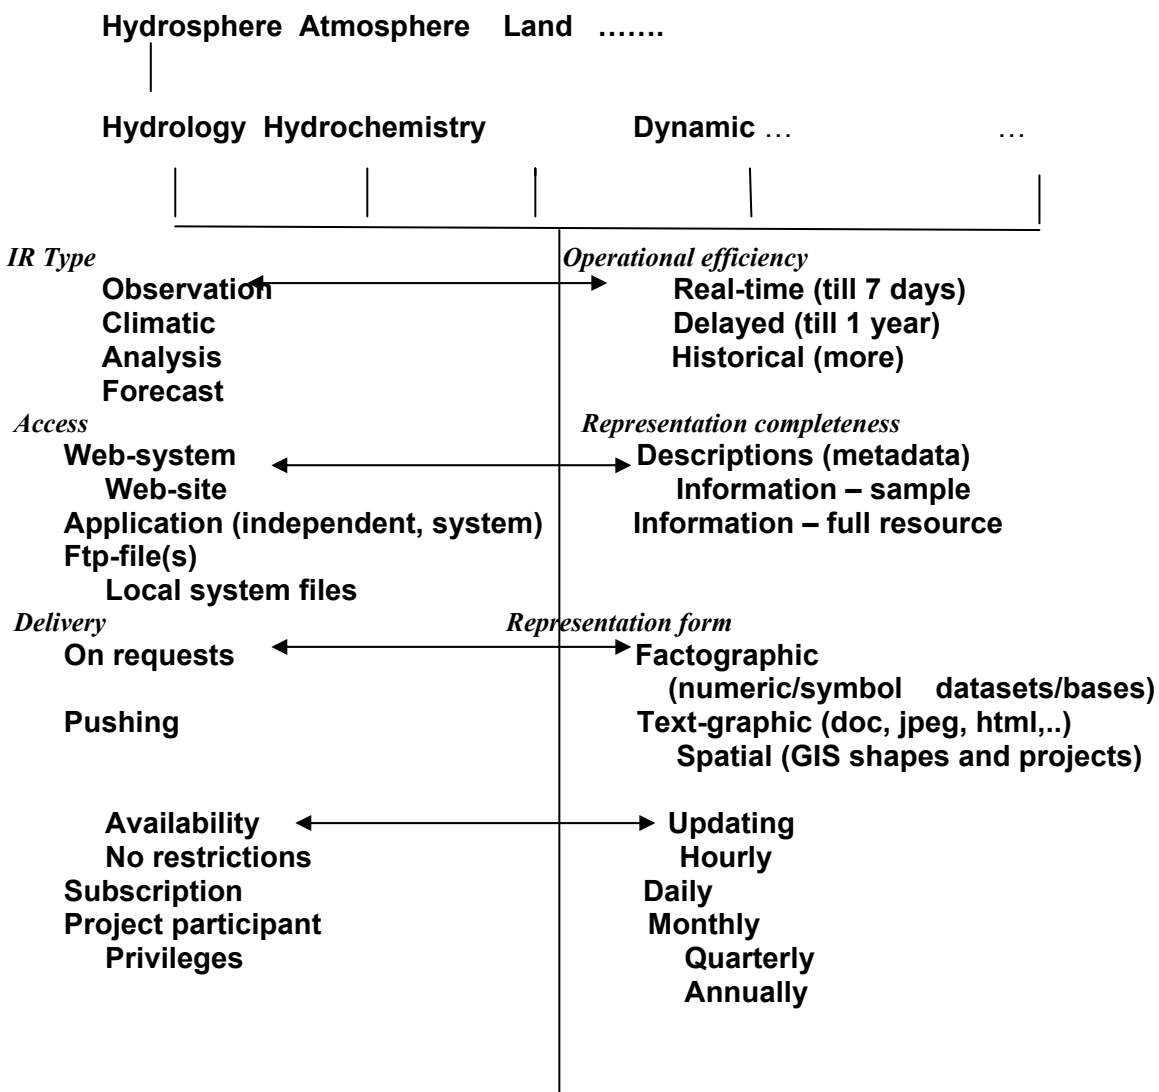 Hydrosphere Atmosphere Land …….
Hydrology Hydrochemistry Dynamic … …
IR Type Operational efficiency
Observation Real-time (till 7 days)
Climatic Delayed (till 1 year)
Analysis Historical (more)
Forecast
Access Representation completeness
Web-system Descriptions (metadata)
Web-site Information – sample
Application (independent, system) Information – full resource
Ftp-file(s)
Local system files
Delivery Representation form
On requests Factographic
(numeric/symbol datasets/bases)
Pushing Text-graphic (doc, jpeg, html,..)
Spatial (GIS shapes and projects)
Availability Updating
No restrictions Hourly
Subscription Daily
Project participant Monthly
Privileges Quarterly
Annually